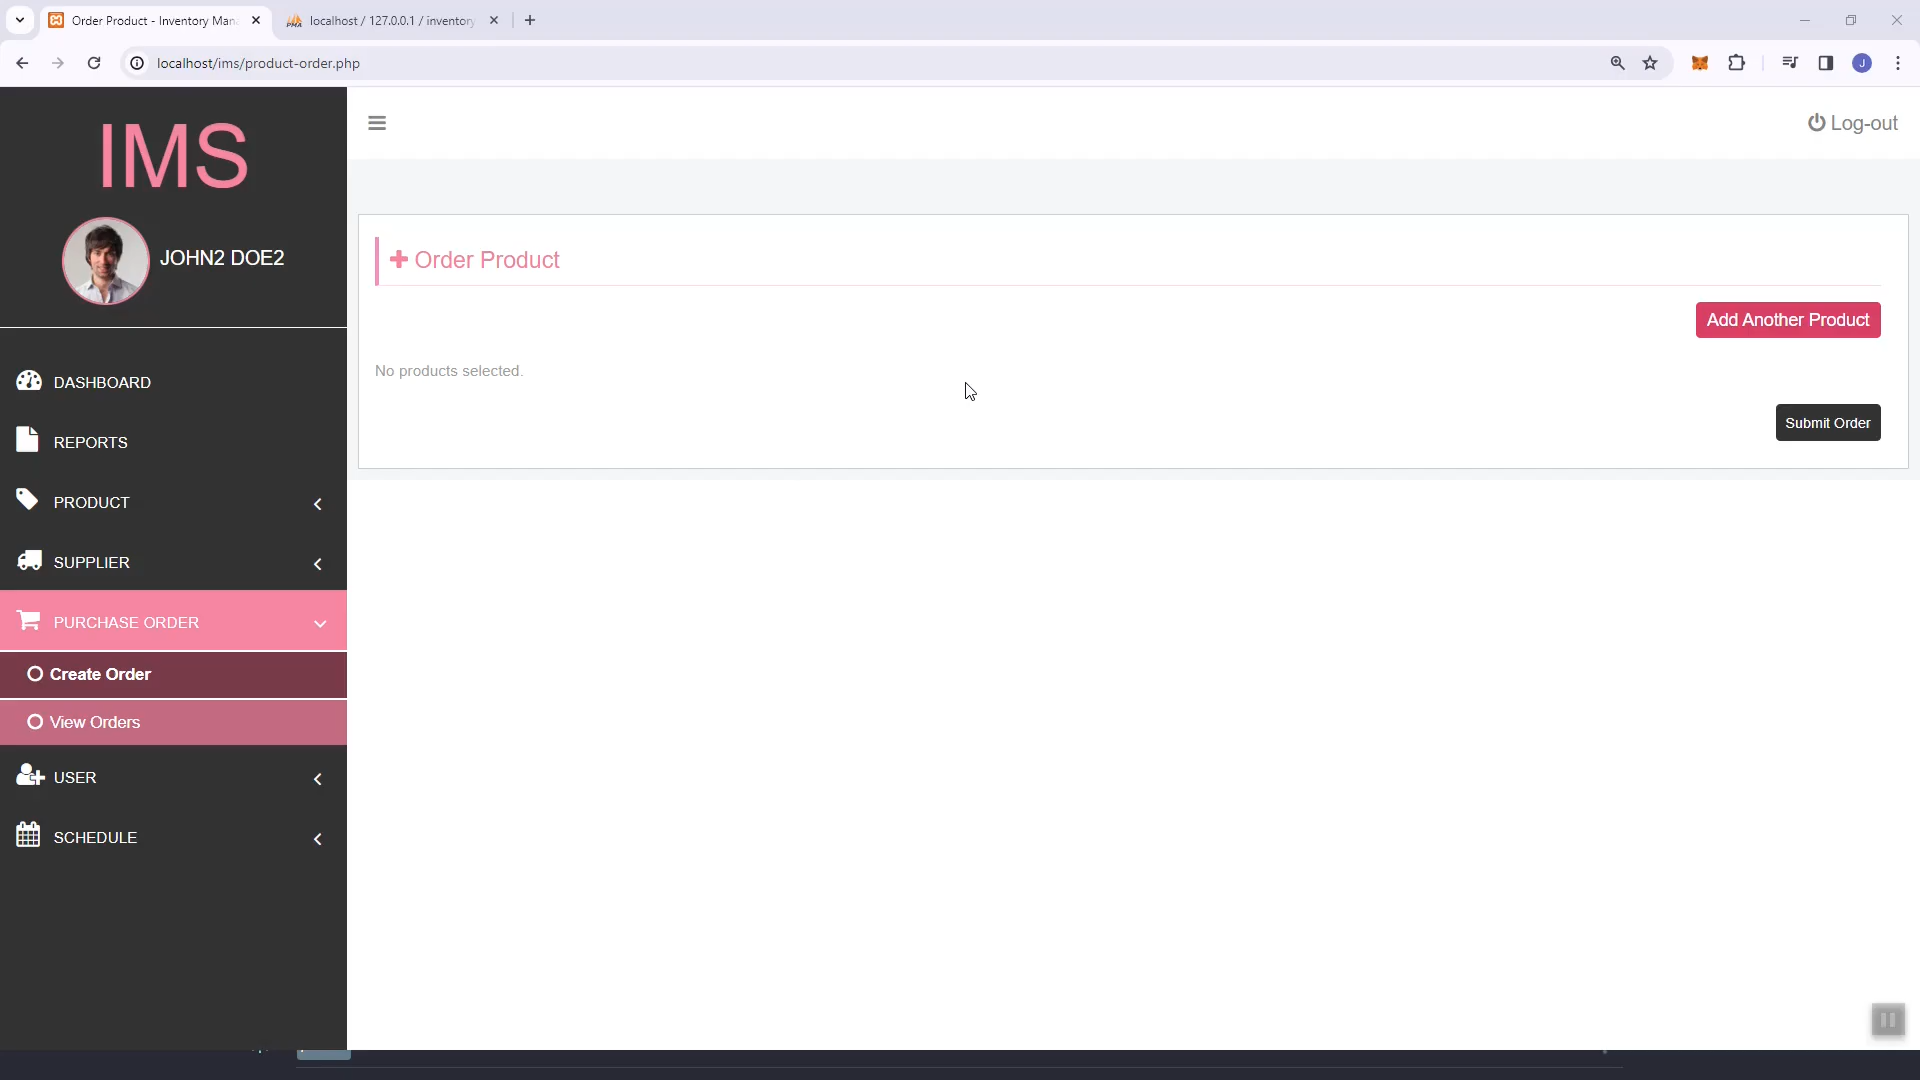 Order Product - Inventory Man
localhost / 127.0.0.1 / inventory
localhost/ims/product-order.php
J
IMS
JOHN2 DOE2
Log-out
Order Product
Add Another Product
No products selected.
Submit Order
DASHBOARD
REPORTS
PRODUCT
SUPPLIER
PURCHASE ORDER
Create Order
View Orders
USER
SCHEDULE